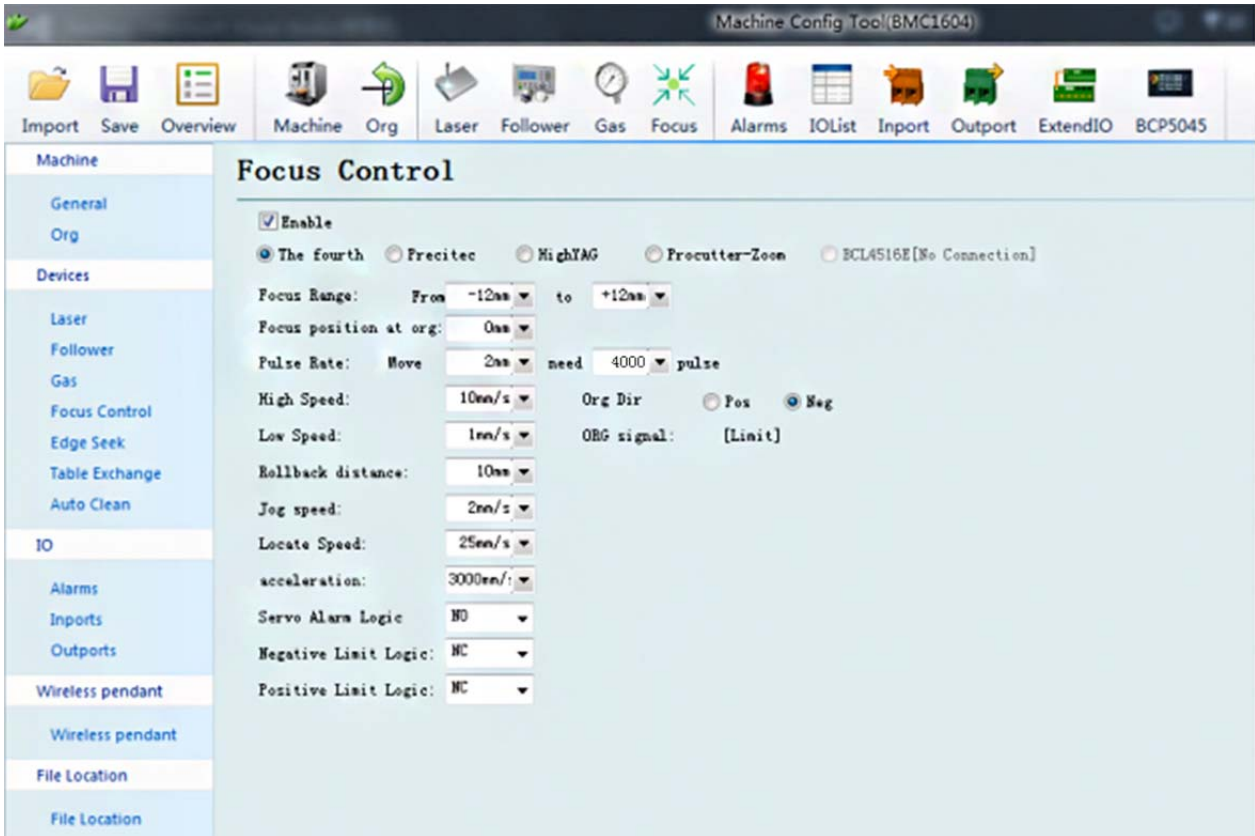 Machine Config Tool(BMC1604)
Import Save Overview Machine Org Laser Follower Gas Focus Alarms IOList Inport Outport ExtendIO BCP5045
Machine
General
Org
Devices
Laser
Follower
Gas
Focus Control
Edge Seek
Table Exchange
Auto Clean
IO
Alarms
Inports
Outports
Wireless pendant
Wireless pendant
File Location
File Location
Focus Control
Enable
The fourth Precitec HighYAG Procutter-Zoom BCL4516E[No Connection]
Focus Range: From -12mm to +12mm
Focus position at org: 0mm
Pulse Rate: Move 2mm need 4000 pulse
High Speed: 10mm/s Org Dir Pos Neg
Low Speed: 1mm/s ORG signal: [Limit]
Rollback distance: 10mm
Jog speed: 2mm/s
Locate Speed: 25mm/s
acceleration: 3000mm/
Servo Alarm Logic NO
Negative Limit Logic: NC
Positive Limit Logic: NC